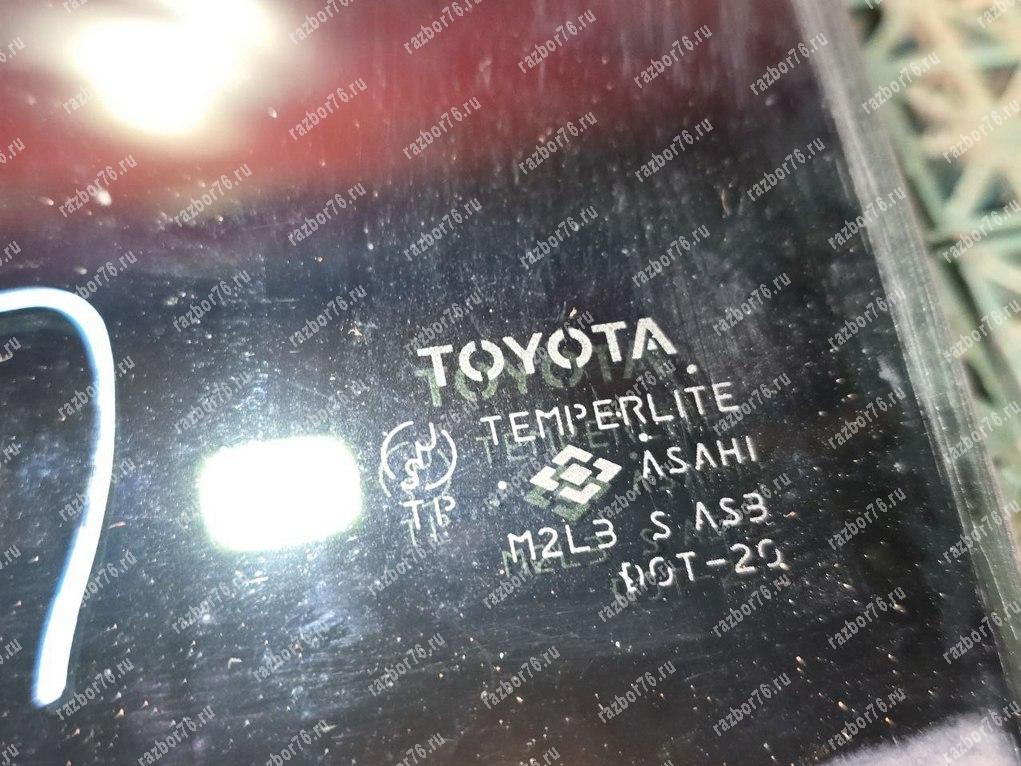 TOYOTA
TEMPERLITE
ASAHI
TP
M2L3 S AS3
DOT-20
razbor76.ru